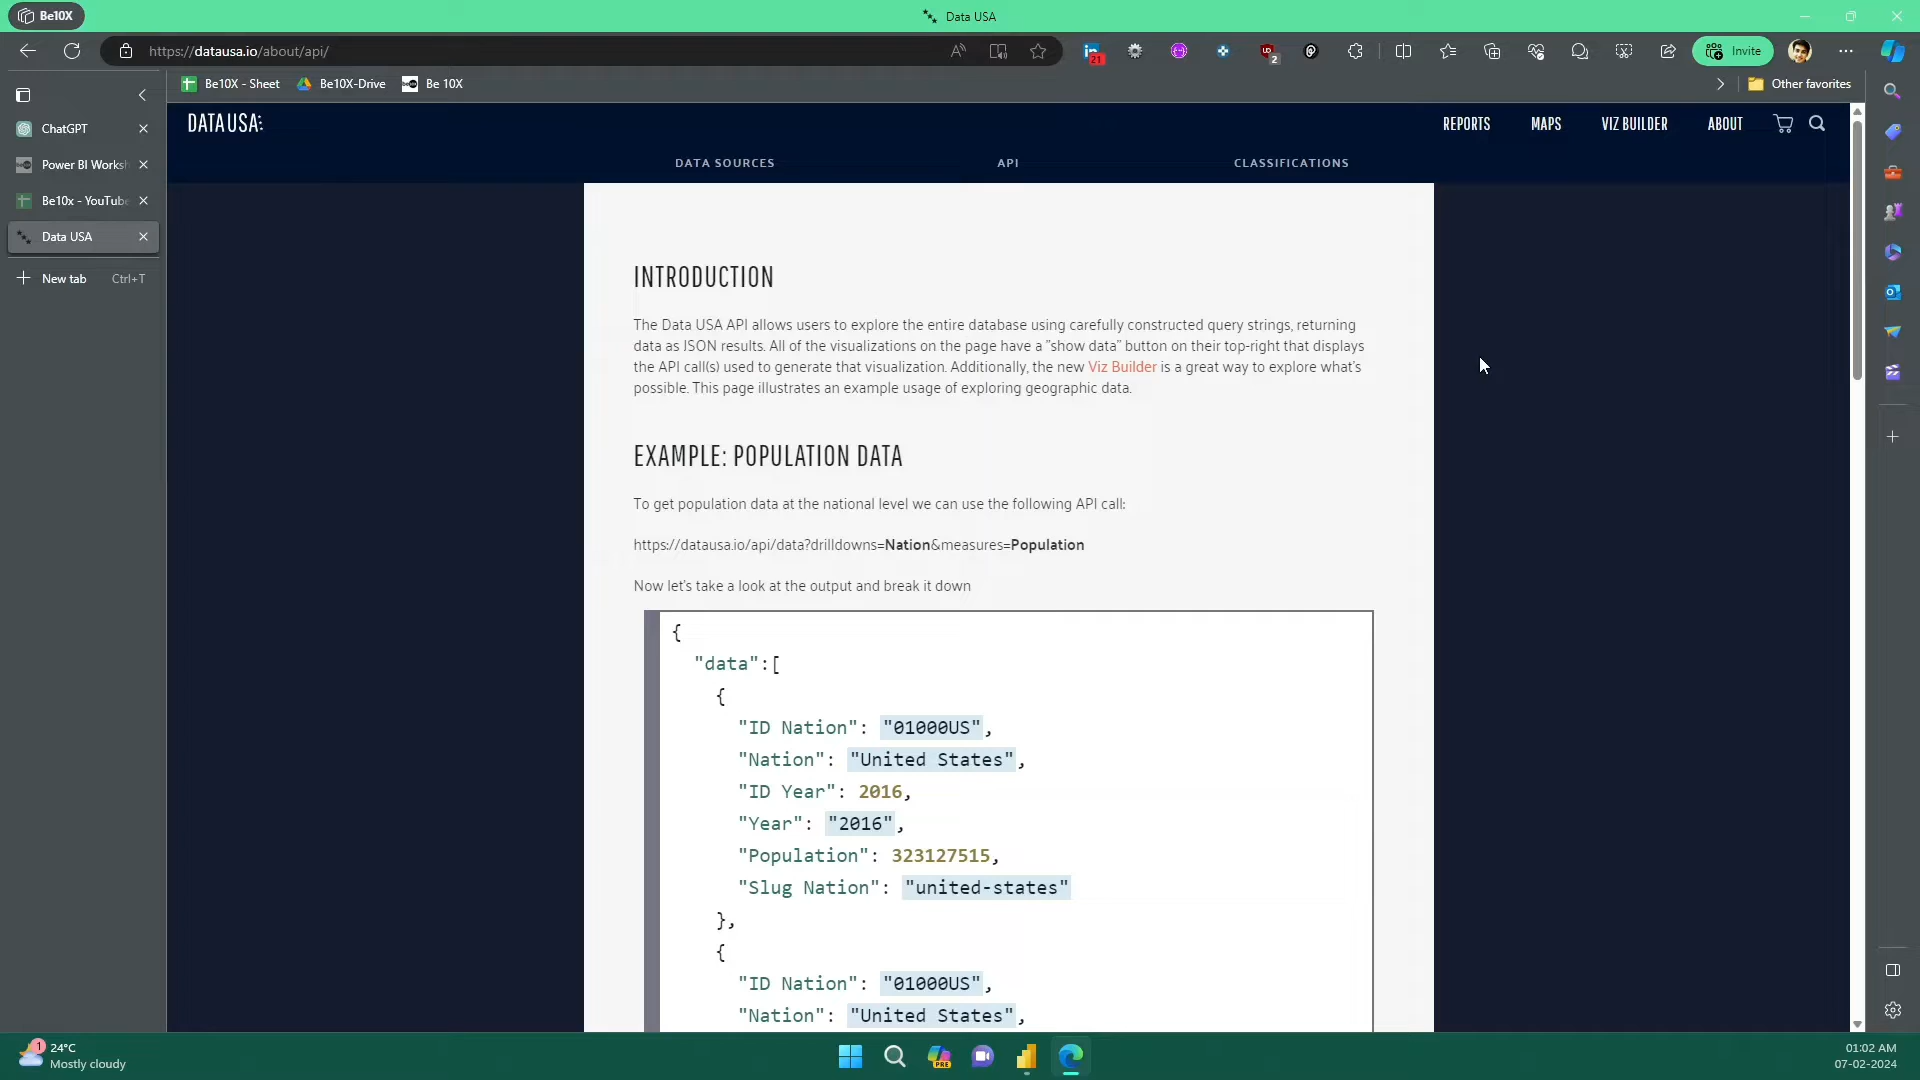 Be10X
Data USA
https://datausa.io/about/api/
21
2
Invite
Be10X - Sheet
Be10X-Drive
Be 10X
Other favorites
ChatGPT
Power BI Worksh
Be10x - YouTube
Data USA
New tab Ctrl+T
DATA USA:
REPORTS
MAPS
VIZ BUILDER
ABOUT
DATA SOURCES
API
CLASSIFICATIONS
INTRODUCTION
The Data USA API allows users to explore the entire database using carefully constructed query strings, returning
data as JSON results. All of the visualizations on the page have a "show data" button on their top-right that displays
the API call(s) used to generate that visualization. Additionally, the new Viz Builder is a great way to explore what's
possible. This page illustrates an example usage of exploring geographic data.
EXAMPLE: POPULATION DATA
To get population data at the national level we can use the following API call:
https://datausa.io/api/data?drilldowns=Nation&measures=Population
Now let's take a look at the output and break it down
{
"data":[
{
"ID Nation": "01000US",
"Nation": "United States",
"ID Year": 2016,
"Year": "2016",
"Population": 323127515,
"Slug Nation": "united-states"
},
{
"ID Nation": "01000US",
"Nation": "United States",
1
24°C
Mostly cloudy
PRE
01:02 AM
07-02-2024